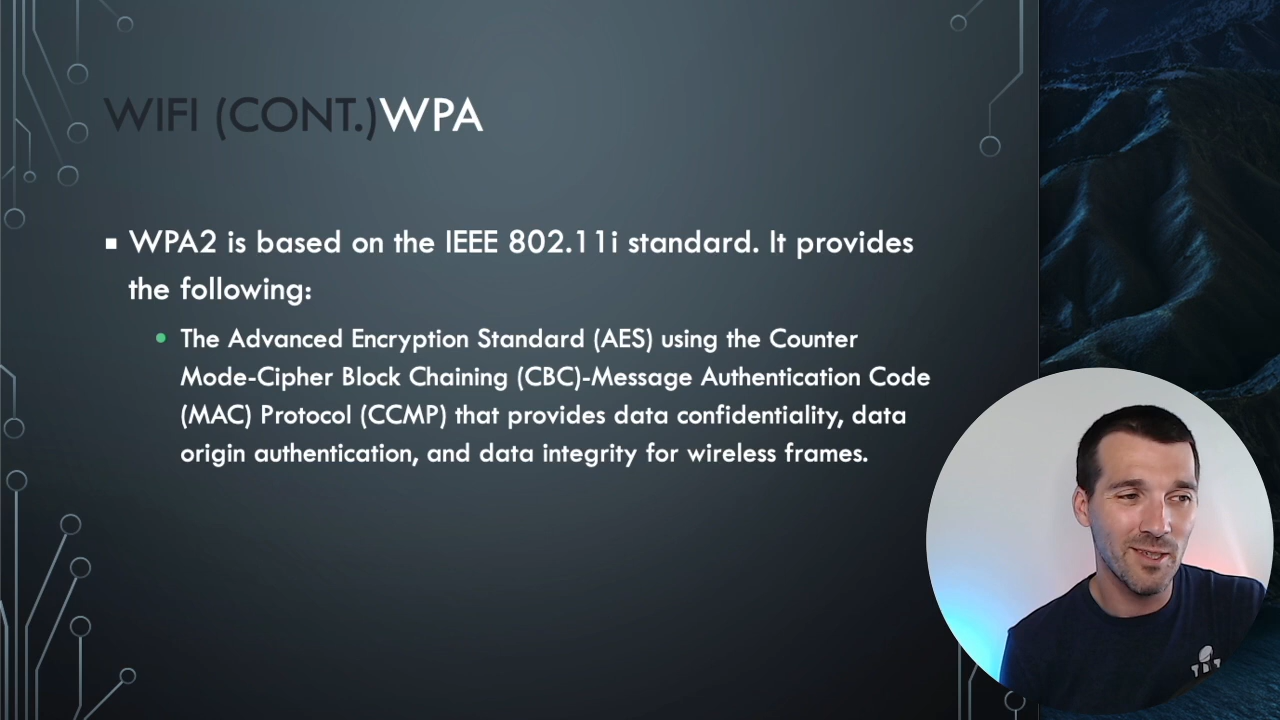 WIFI (CONT.)WPA
▪ WPA2 is based on the IEEE 802.11i standard. It provides
the following:
• The Advanced Encryption Standard (AES) using the Counter
Mode-Cipher Block Chaining (CBC)-Message Authentication Code
(MAC) Protocol (CCMP) that provides data confidentiality, data
origin authentication, and data integrity for wireless frames.